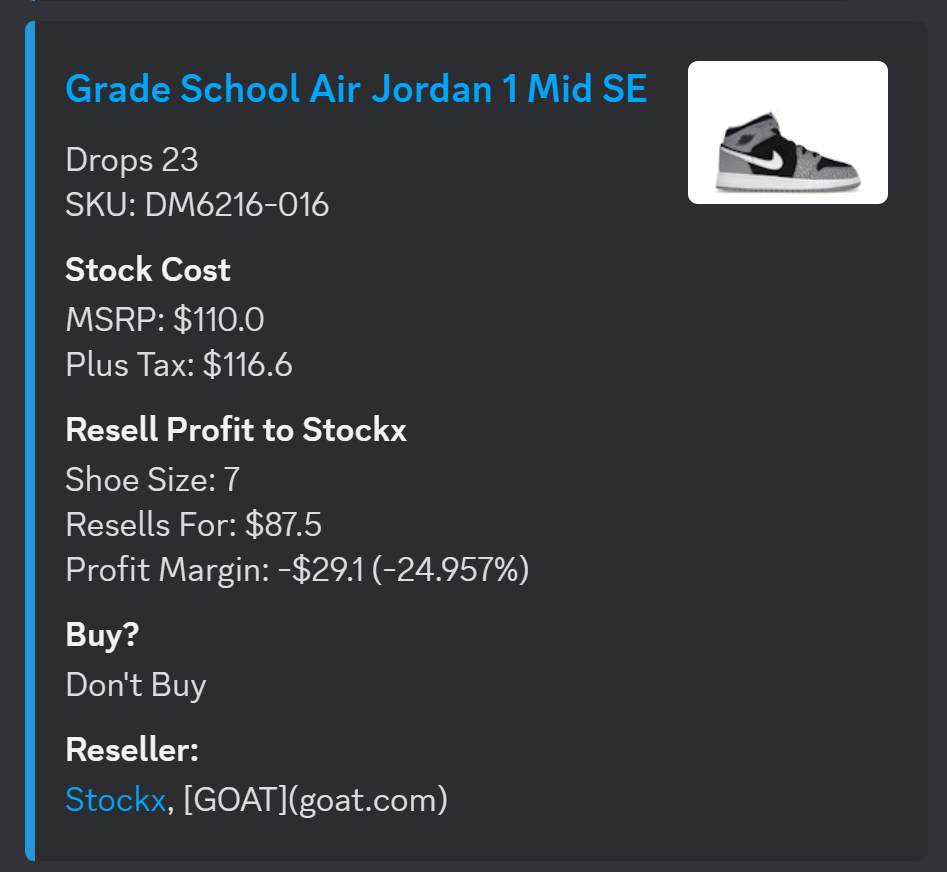 Grade School Air Jordan 1 Mid SE
Drops 23
SKU: DM6216-016
Stock Cost
MSRP: $110.0
Plus Tax: $116.6
Resell Profit to Stockx
Shoe Size: 7
Resells For: $87.5
Profit Margin: -$29.1 (-24.957%)
Buy?
Don't Buy
Reseller:
Stockx, [GOAT](goat.com)